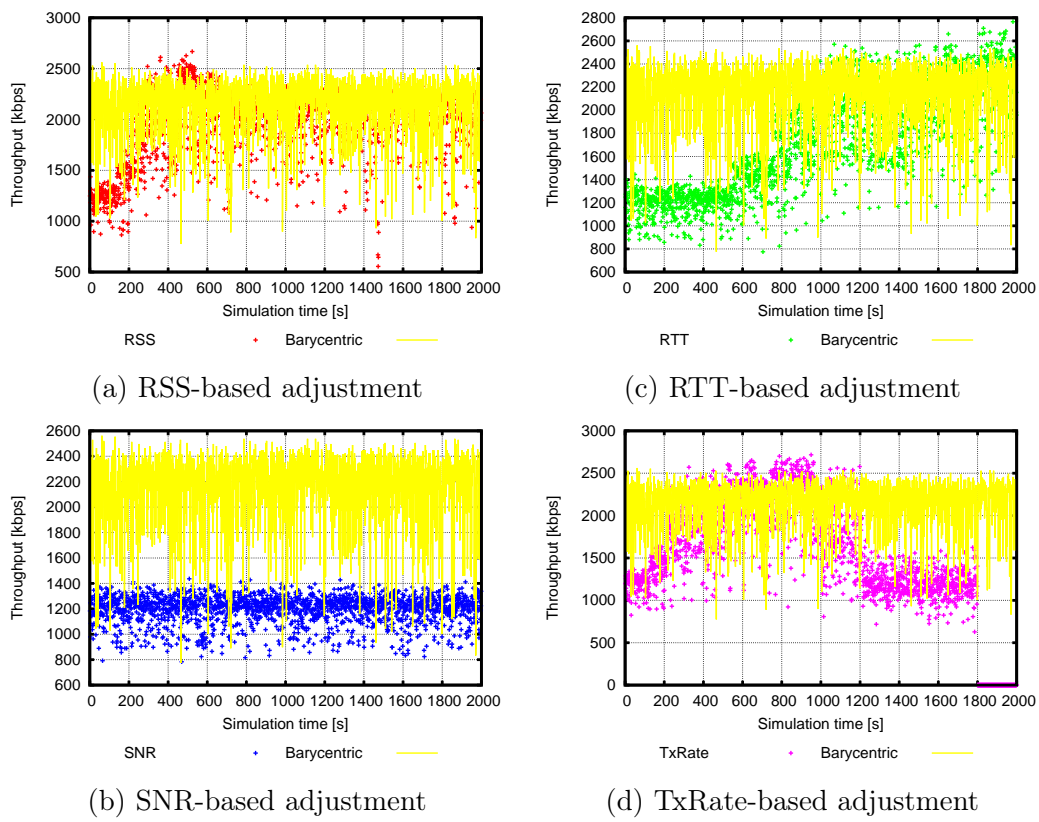 3000
2500
2000
1500
1000
500
Throughput [kbps]
0 200 400 600 800 1000 1200 1400 1600 1800 2000
Simulation time [s]
RSS Barycentric
(a) RSS-based adjustment
2800
2600
2400
2200
2000
1800
1600
1400
1200
1000
800
600
Throughput [kbps]
0 200 400 600 800 1000 1200 1400 1600 1800 2000
Simulation time [s]
RTT Barycentric
(c) RTT-based adjustment
2600
2400
2200
2000
1800
1600
1400
1200
1000
800
600
Throughput [kbps]
0 200 400 600 800 1000 1200 1400 1600 1800 2000
Simulation time [s]
SNR Barycentric
(b) SNR-based adjustment
3000
2500
2000
1500
1000
500
0
Throughput [kbps]
0 200 400 600 800 1000 1200 1400 1600 1800 2000
Simulation time [s]
TxRate Barycentric
(d) TxRate-based adjustment